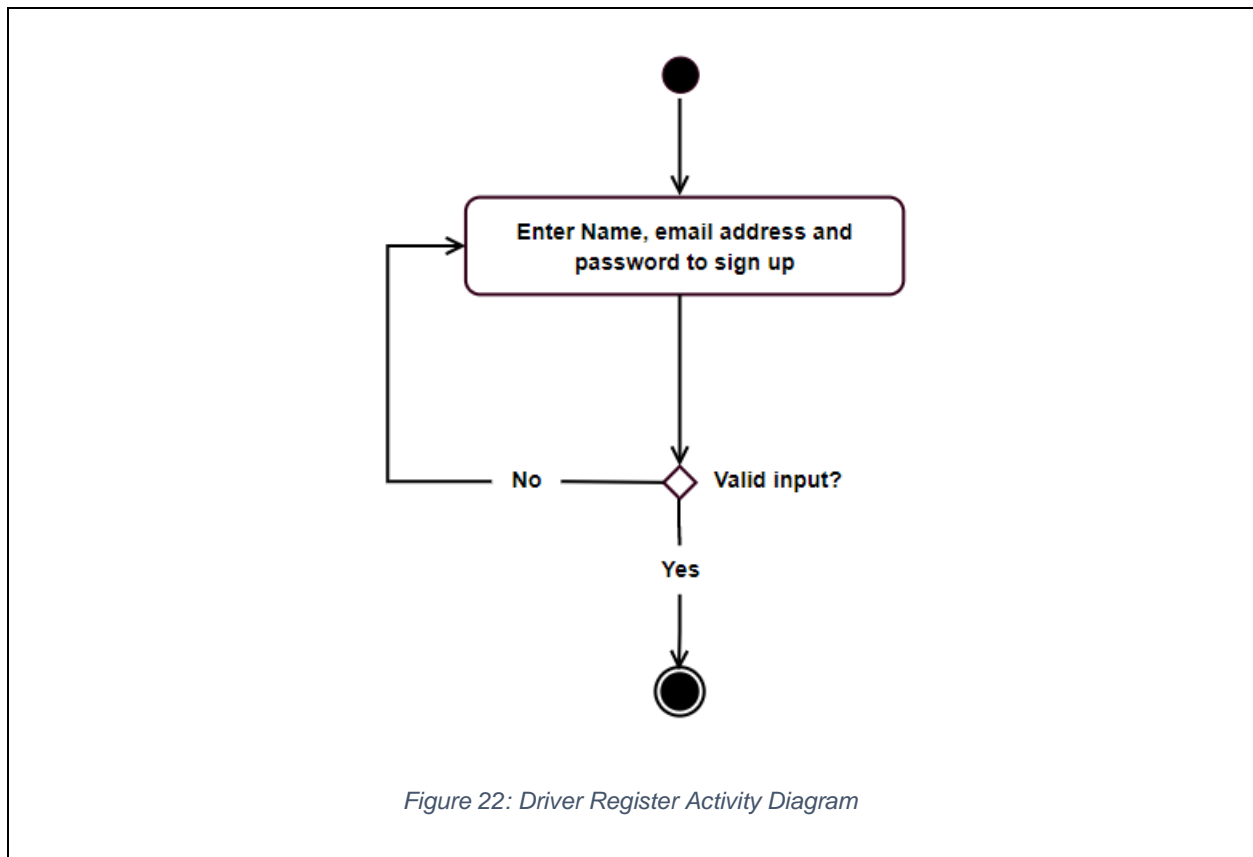 Enter Name, email address and
password to sign up
No
Valid input?
Yes
Figure 22: Driver Register Activity Diagram